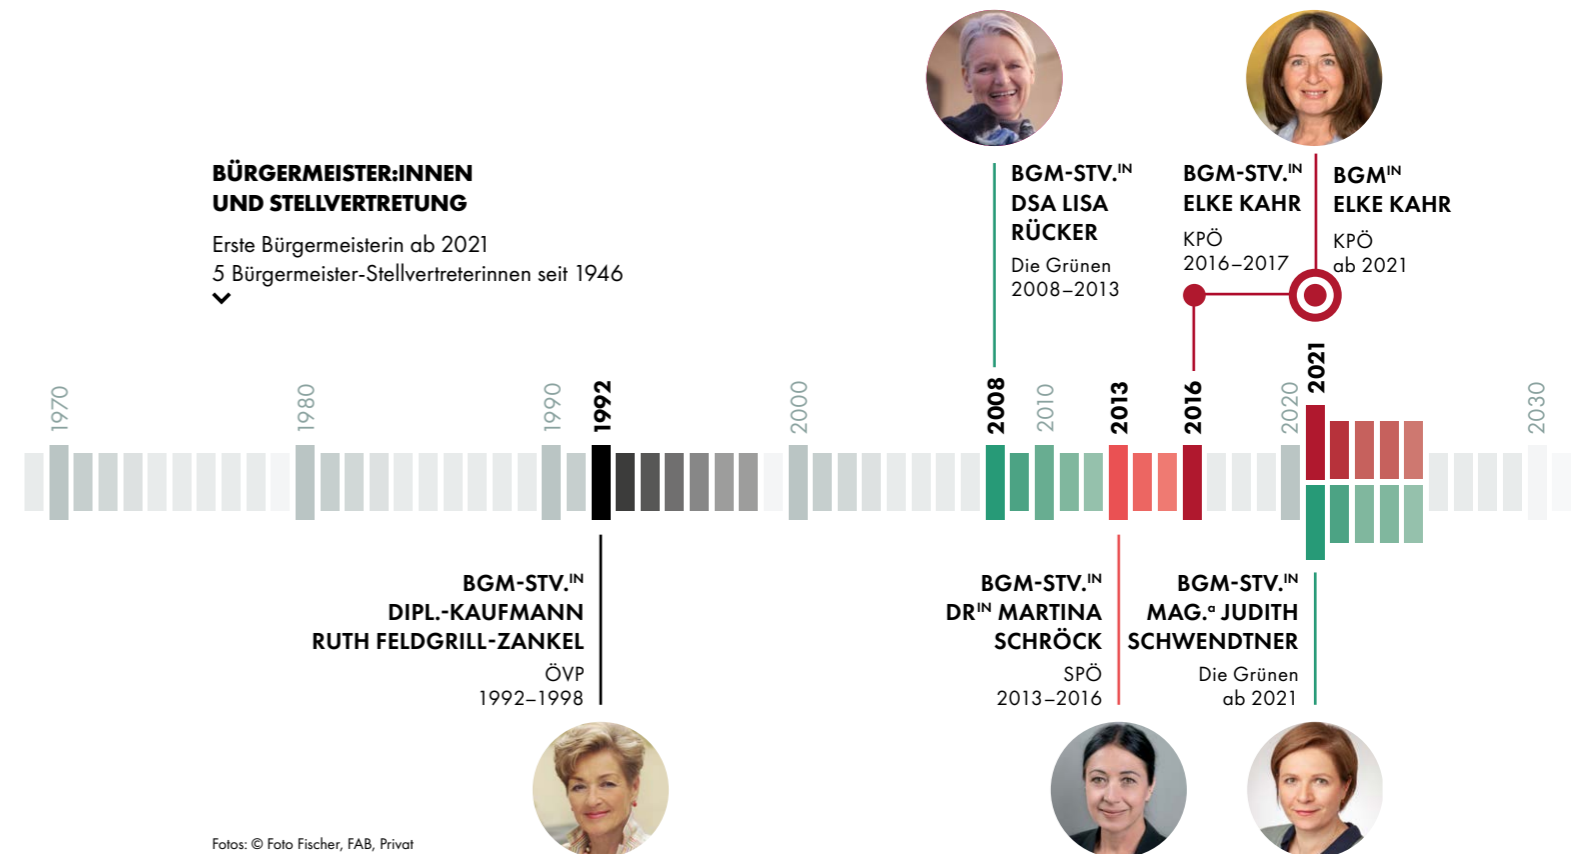 BÜRGERMEISTER:INNEN
UND STELLVERTRETUNG
Erste Bürgermeisterin ab 2021
5 Bürgermeister-Stellvertreterinnen seit 1946
BGM-STV.ᴵᴺ
DSA LISA
RÜCKER
Die Grünen
2008–2013
BGM-STV.ᴵᴺ
ELKE KAHR
KPÖ
2016–2017
BGMᴵᴺ
ELKE KAHR
KPÖ
ab 2021
1970
1980
1990
1992
2000
2008
2010
2013
2016
2020
2021
2030
BGM-STV.ᴵᴺ
DIPL.-KAUFMANN
RUTH FELDGRILL-ZANKEL
ÖVP
1992–1998
BGM-STV.ᴵᴺ
DRᴵᴺ MARTINA
SCHRÖCK
SPÖ
2013–2016
BGM-STV.ᴵᴺ
MAG.ᵃ JUDITH
SCHWENDTNER
Die Grünen
ab 2021
Fotos: © Foto Fischer, FAB, Privat